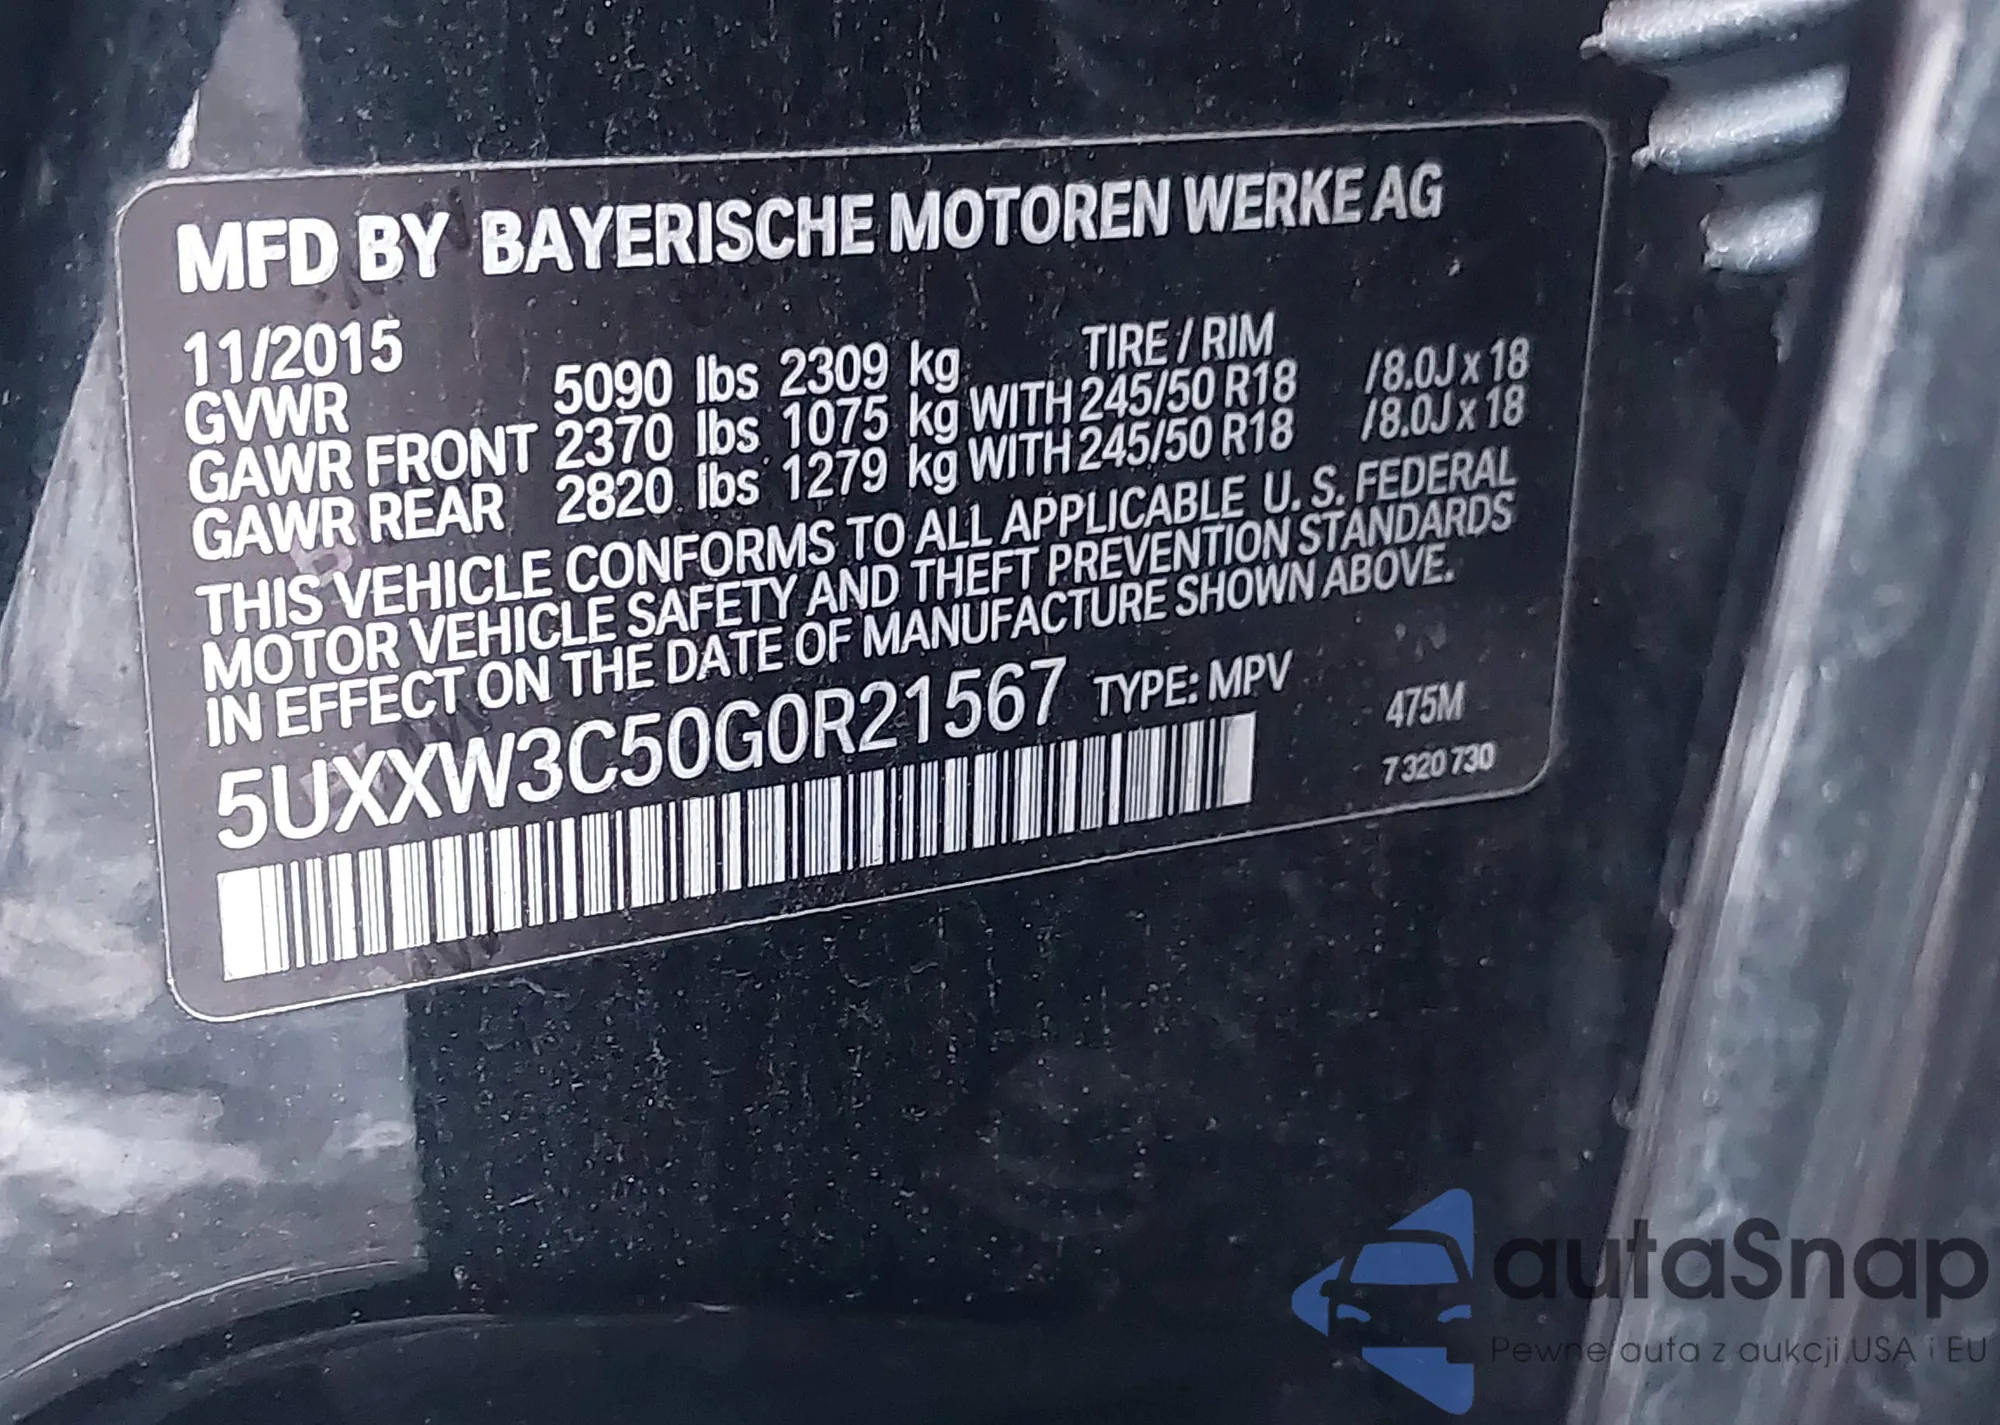 MFD BY BAYERISCHE MOTOREN WERKE AG
11/2015 TIRE / RIM
GVWR 5090 lbs 2309 kg
GAWR FRONT 2370 lbs 1075 kg WITH 245/50 R18 /8.0J x 18
GAWR REAR 2820 lbs 1279 kg WITH 245/50 R18 /8.0J x 18
THIS VEHICLE CONFORMS TO ALL APPLICABLE U. S. FEDERAL
MOTOR VEHICLE SAFETY AND THEFT PREVENTION STANDARDS
IN EFFECT ON THE DATE OF MANUFACTURE SHOWN ABOVE.
5UXXW3C50G0R21567 TYPE: MPV 475M
7 320 730
autaSnap
Pewne auta z aukcji USA i EU